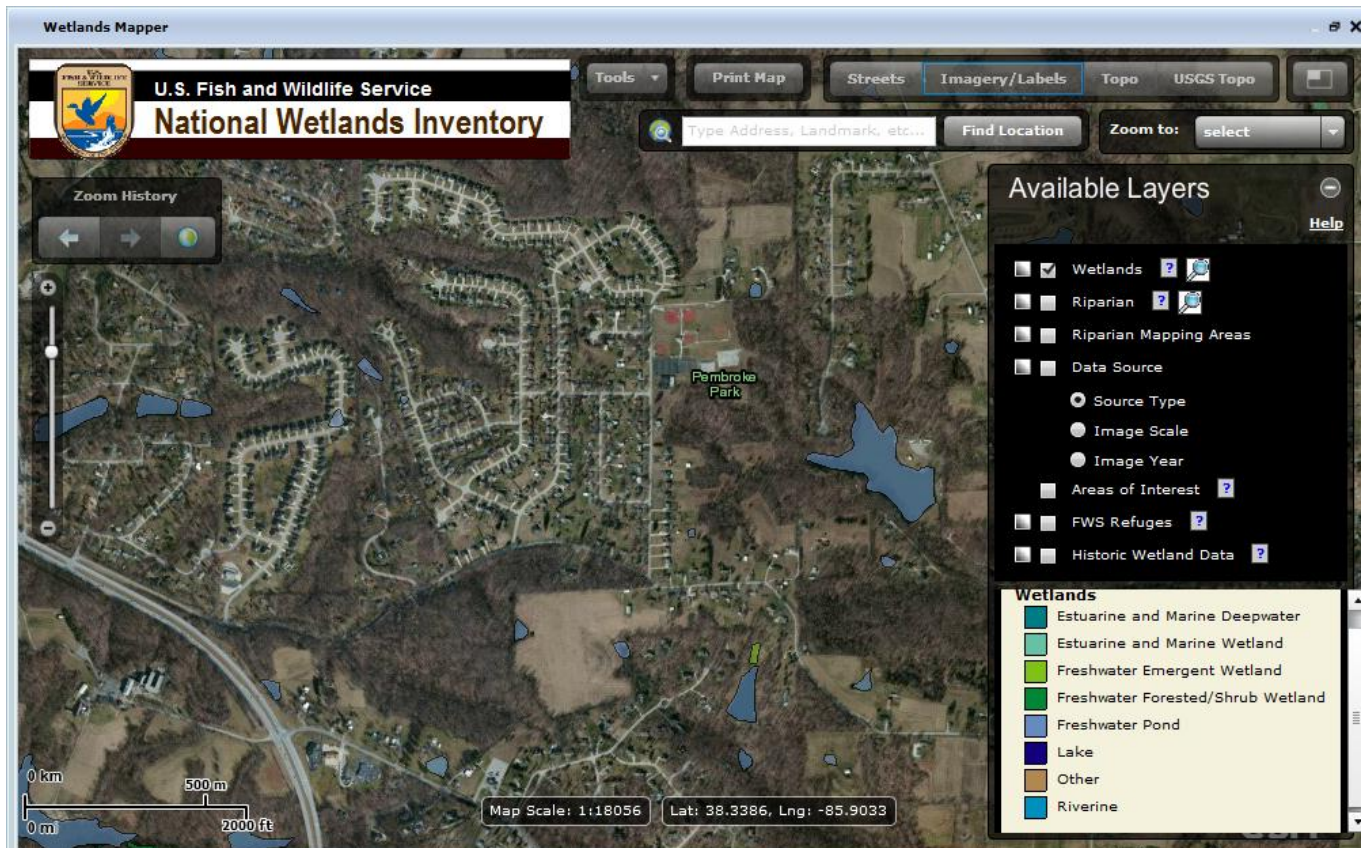 Wetlands Mapper
U.S. FISH & WILDLIFE SERVICE
U.S. Fish and Wildlife Service
National Wetlands Inventory
Tools
Print Map
Streets
Imagery/Labels
Topo
USGS Topo
Type Address, Landmark, etc...
Find Location
Zoom to:
select
Zoom History
Available Layers
Help
Wetlands ?
Riparian ?
Riparian Mapping Areas
Data Source
Source Type
Image Scale
Image Year
Areas of Interest ?
FWS Refuges ?
Historic Wetland Data ?
Pembroke
Park
Wetlands
Estuarine and Marine Deepwater
Estuarine and Marine Wetland
Freshwater Emergent Wetland
Freshwater Forested/Shrub Wetland
Freshwater Pond
Lake
Other
Riverine
0 km
500 m
0 m
2000 ft
Map Scale: 1:18056
Lat: 38.3386, Lng: -85.9033